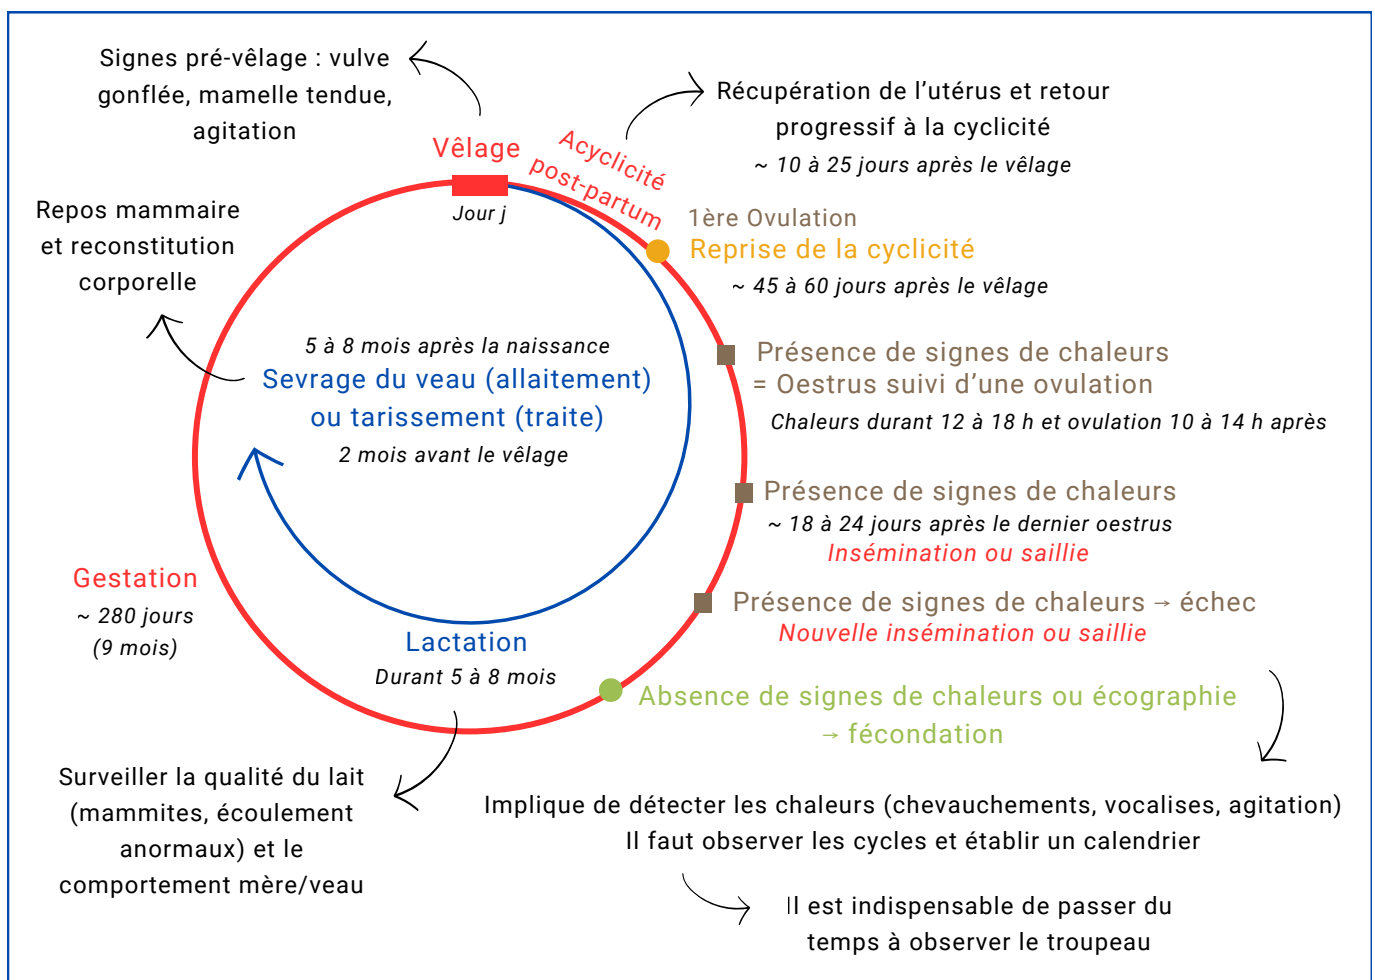 Signes pré-vêlage : vulve
gonflée, mamelle tendue,
agitation
Récupération de l'utérus et retour
progressif à la cyclicité
~ 10 à 25 jours après le vêlage
Vêlage
Jour j
Acyclicité
post-partum
1ère Ovulation
Reprise de la cyclicité
~ 45 à 60 jours après le vêlage
Repos mammaire
et reconstitution
corporelle
5 à 8 mois après la naissance
Sevrage du veau (allaitement)
ou tarissement (traite)
2 mois avant le vêlage
Présence de signes de chaleurs
= Oestrus suivi d'une ovulation
Chaleurs durant 12 à 18 h et ovulation 10 à 14 h après
Présence de signes de chaleurs
~ 18 à 24 jours après le dernier oestrus
Insémination ou saillie
Présence de signes de chaleurs → échec
Nouvelle insémination ou saillie
Gestation
~ 280 jours
(9 mois)
Lactation
Durant 5 à 8 mois
Absence de signes de chaleurs ou écographie
→ fécondation
Surveiller la qualité du lait
(mammites, écoulement
anormaux) et le
comportement mère/veau
Implique de détecter les chaleurs (chevauchements, vocalises, agitation)
Il faut observer les cycles et établir un calendrier
Il est indispensable de passer du
temps à observer le troupeau